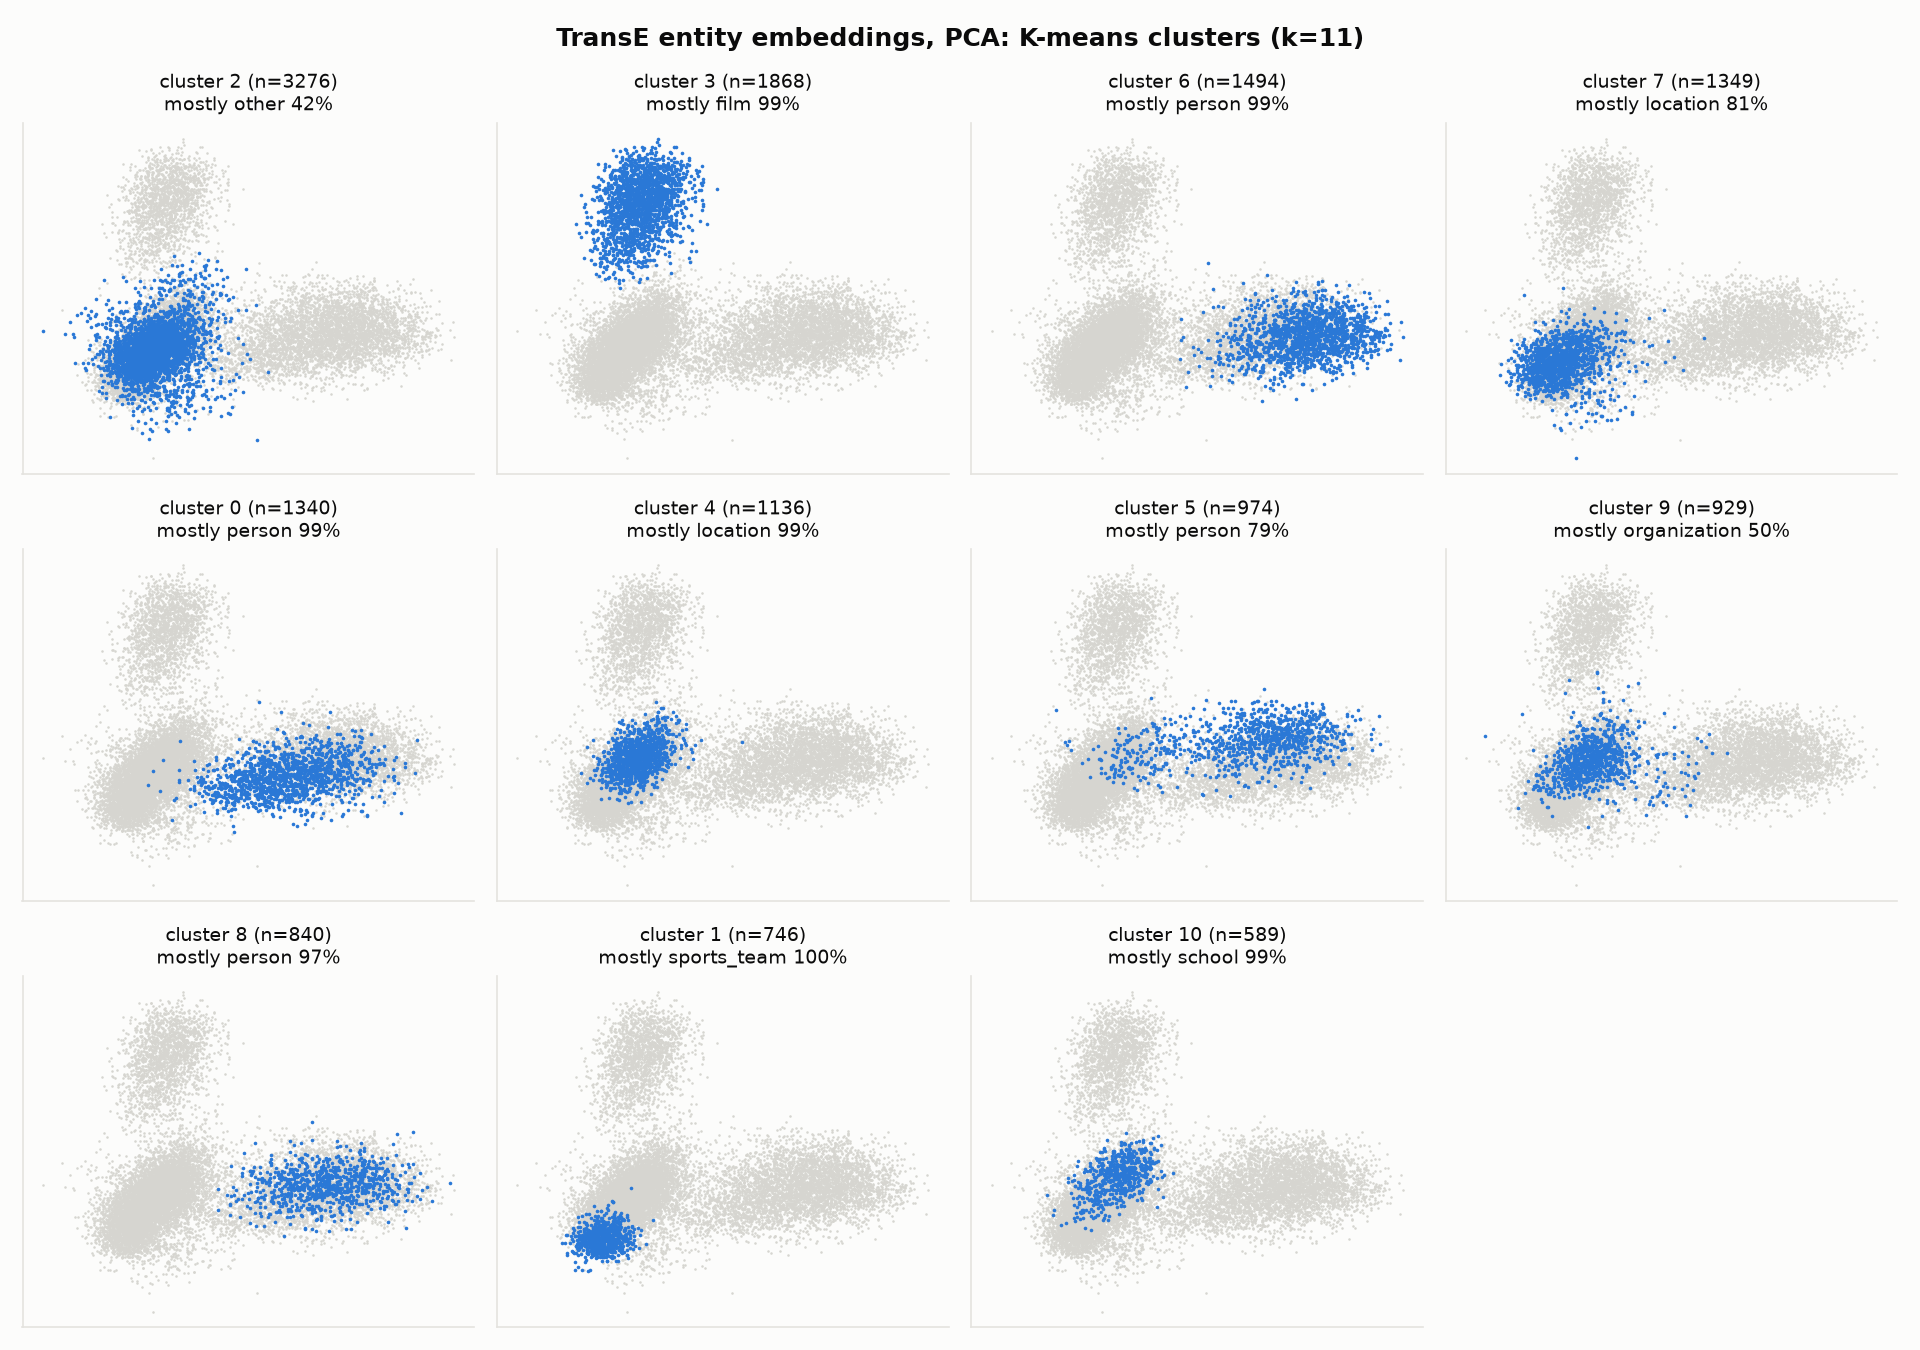 TransE entity embeddings, PCA: K-means clusters (k=11)
cluster 2 (n=3276)
mostly other 42%
cluster 3 (n=1868)
mostly film 99%
cluster 6 (n=1494)
mostly person 99%
cluster 7 (n=1349)
mostly location 81%
cluster 0 (n=1340)
mostly person 99%
cluster 4 (n=1136)
mostly location 99%
cluster 5 (n=974)
mostly person 79%
cluster 9 (n=929)
mostly organization 50%
cluster 8 (n=840)
mostly person 97%
cluster 1 (n=746)
mostly sports_team 100%
cluster 10 (n=589)
mostly school 99%